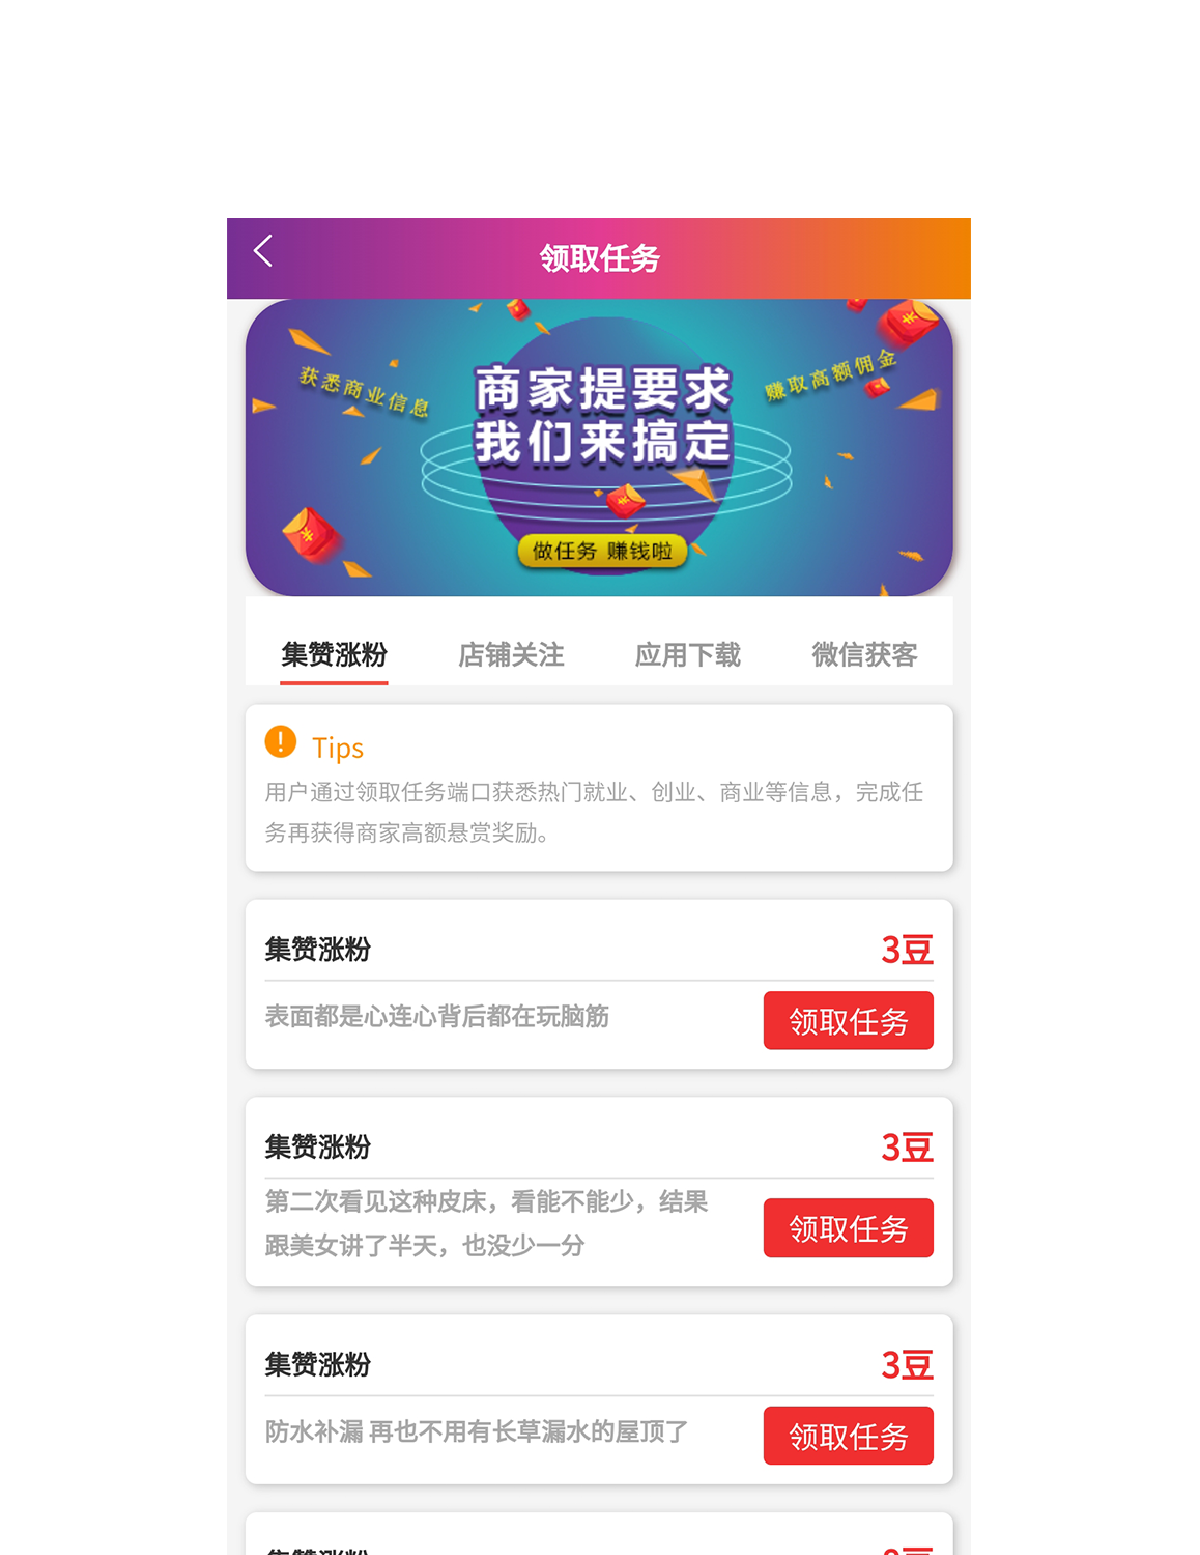 领取任务
获悉商业信息
赚取高额佣金
商家提要求
我们来搞定
做任务 赚钱啦
集赞涨粉
店铺关注
应用下载
微信获客
Tips
用户通过领取任务端口获悉热门就业、创业、商业等信息，完成任
务再获得商家高额悬赏奖励。
集赞涨粉
3豆
表面都是心连心背后都在玩脑筋
领取任务
集赞涨粉
3豆
第二次看见这种皮床，看能不能少，结果
跟美女讲了半天，也没少一分
领取任务
集赞涨粉
3豆
防水补漏 再也不用有长草漏水的屋顶了
领取任务